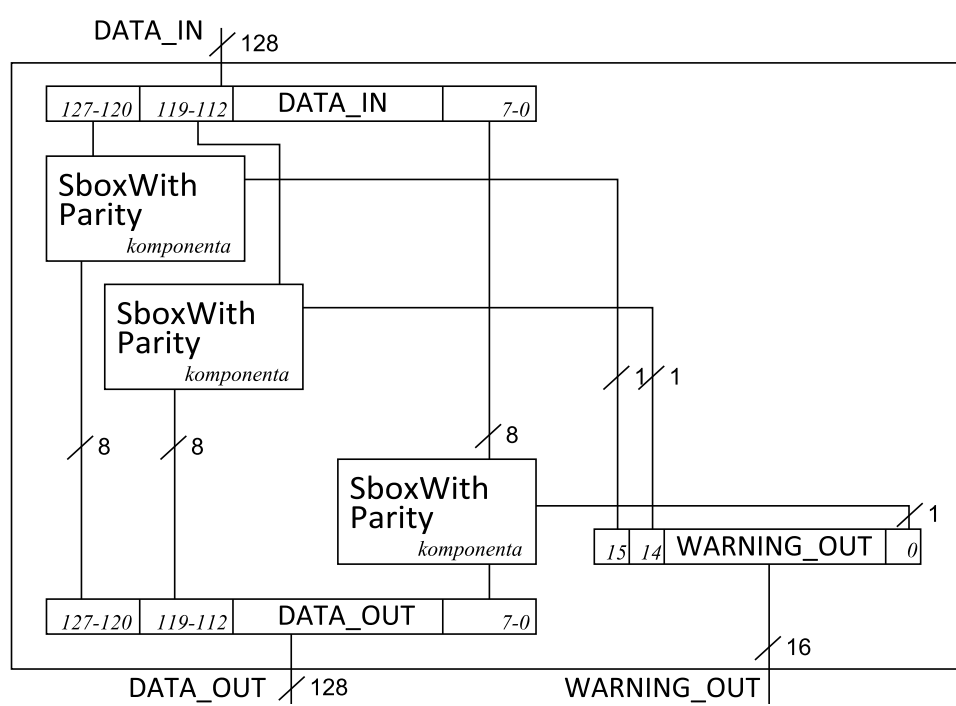 DATA_IN
128
127-120 119-112 DATA_IN 7-0
SboxWith
Parity
komponenta
SboxWith
Parity
komponenta
1 1
8 8 8
SboxWith
Parity
komponenta
1
15 14 WARNING_OUT 0
127-120 119-112 DATA_OUT 7-0
16
DATA_OUT 128 WARNING_OUT